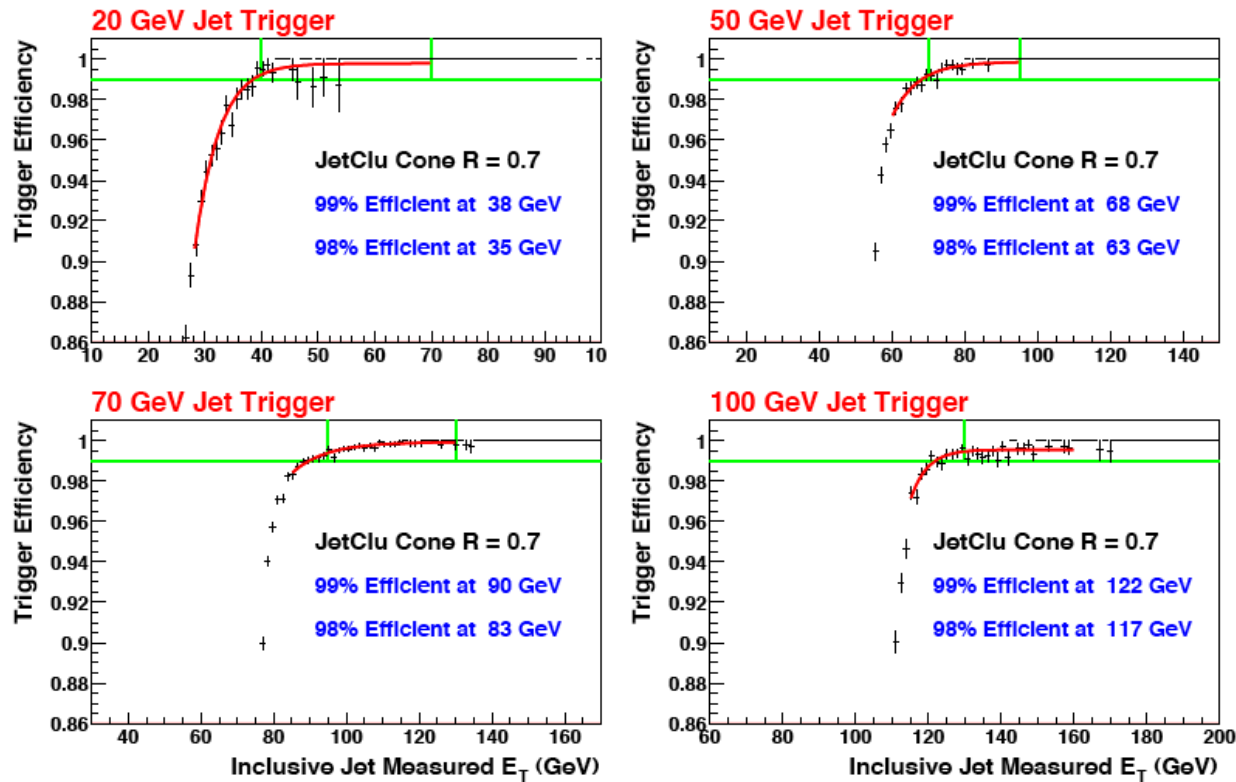 20 GeV Jet Trigger
Trigger Efficiency
1
0.98
0.96
0.94
0.92
0.9
0.88
0.86
JetClu Cone R = 0.7
99% Efficient at 38 GeV
98% Efficient at 35 GeV
10 20 30 40 50 60 70 80 90 10
50 GeV Jet Trigger
Trigger Efficiency
1
0.98
0.96
0.94
0.92
0.9
0.88
0.86
JetClu Cone R = 0.7
99% Efficient at 68 GeV
98% Efficient at 63 GeV
20 40 60 80 100 120 140
70 GeV Jet Trigger
Trigger Efficiency
1
0.98
0.96
0.94
0.92
0.9
0.88
0.86
JetClu Cone R = 0.7
99% Efficient at 90 GeV
98% Efficient at 83 GeV
40 60 80 100 120 140 160
Inclusive Jet Measured E_T (GeV)
100 GeV Jet Trigger
Trigger Efficiency
1
0.98
0.96
0.94
0.92
0.9
0.88
0.86
JetClu Cone R = 0.7
99% Efficient at 122 GeV
98% Efficient at 117 GeV
60 80 100 120 140 160 180 200
Inclusive Jet Measured E_T (GeV)